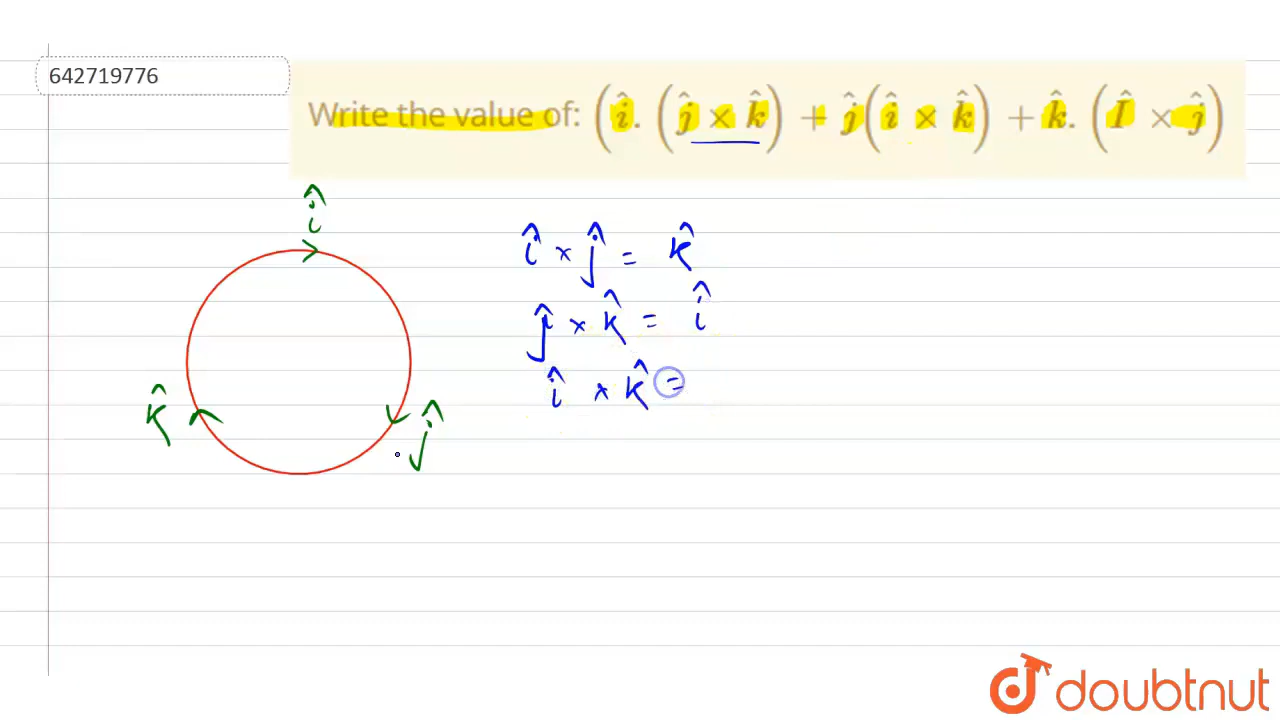 642719776
Write the value of: (î. (ĵ × k̂) + ĵ(î × k̂) + k̂. (Î × ĵ)
î
k̂
ĵ
î × ĵ = k̂
ĵ × k̂ = î
î × k̂ =
doubtnut